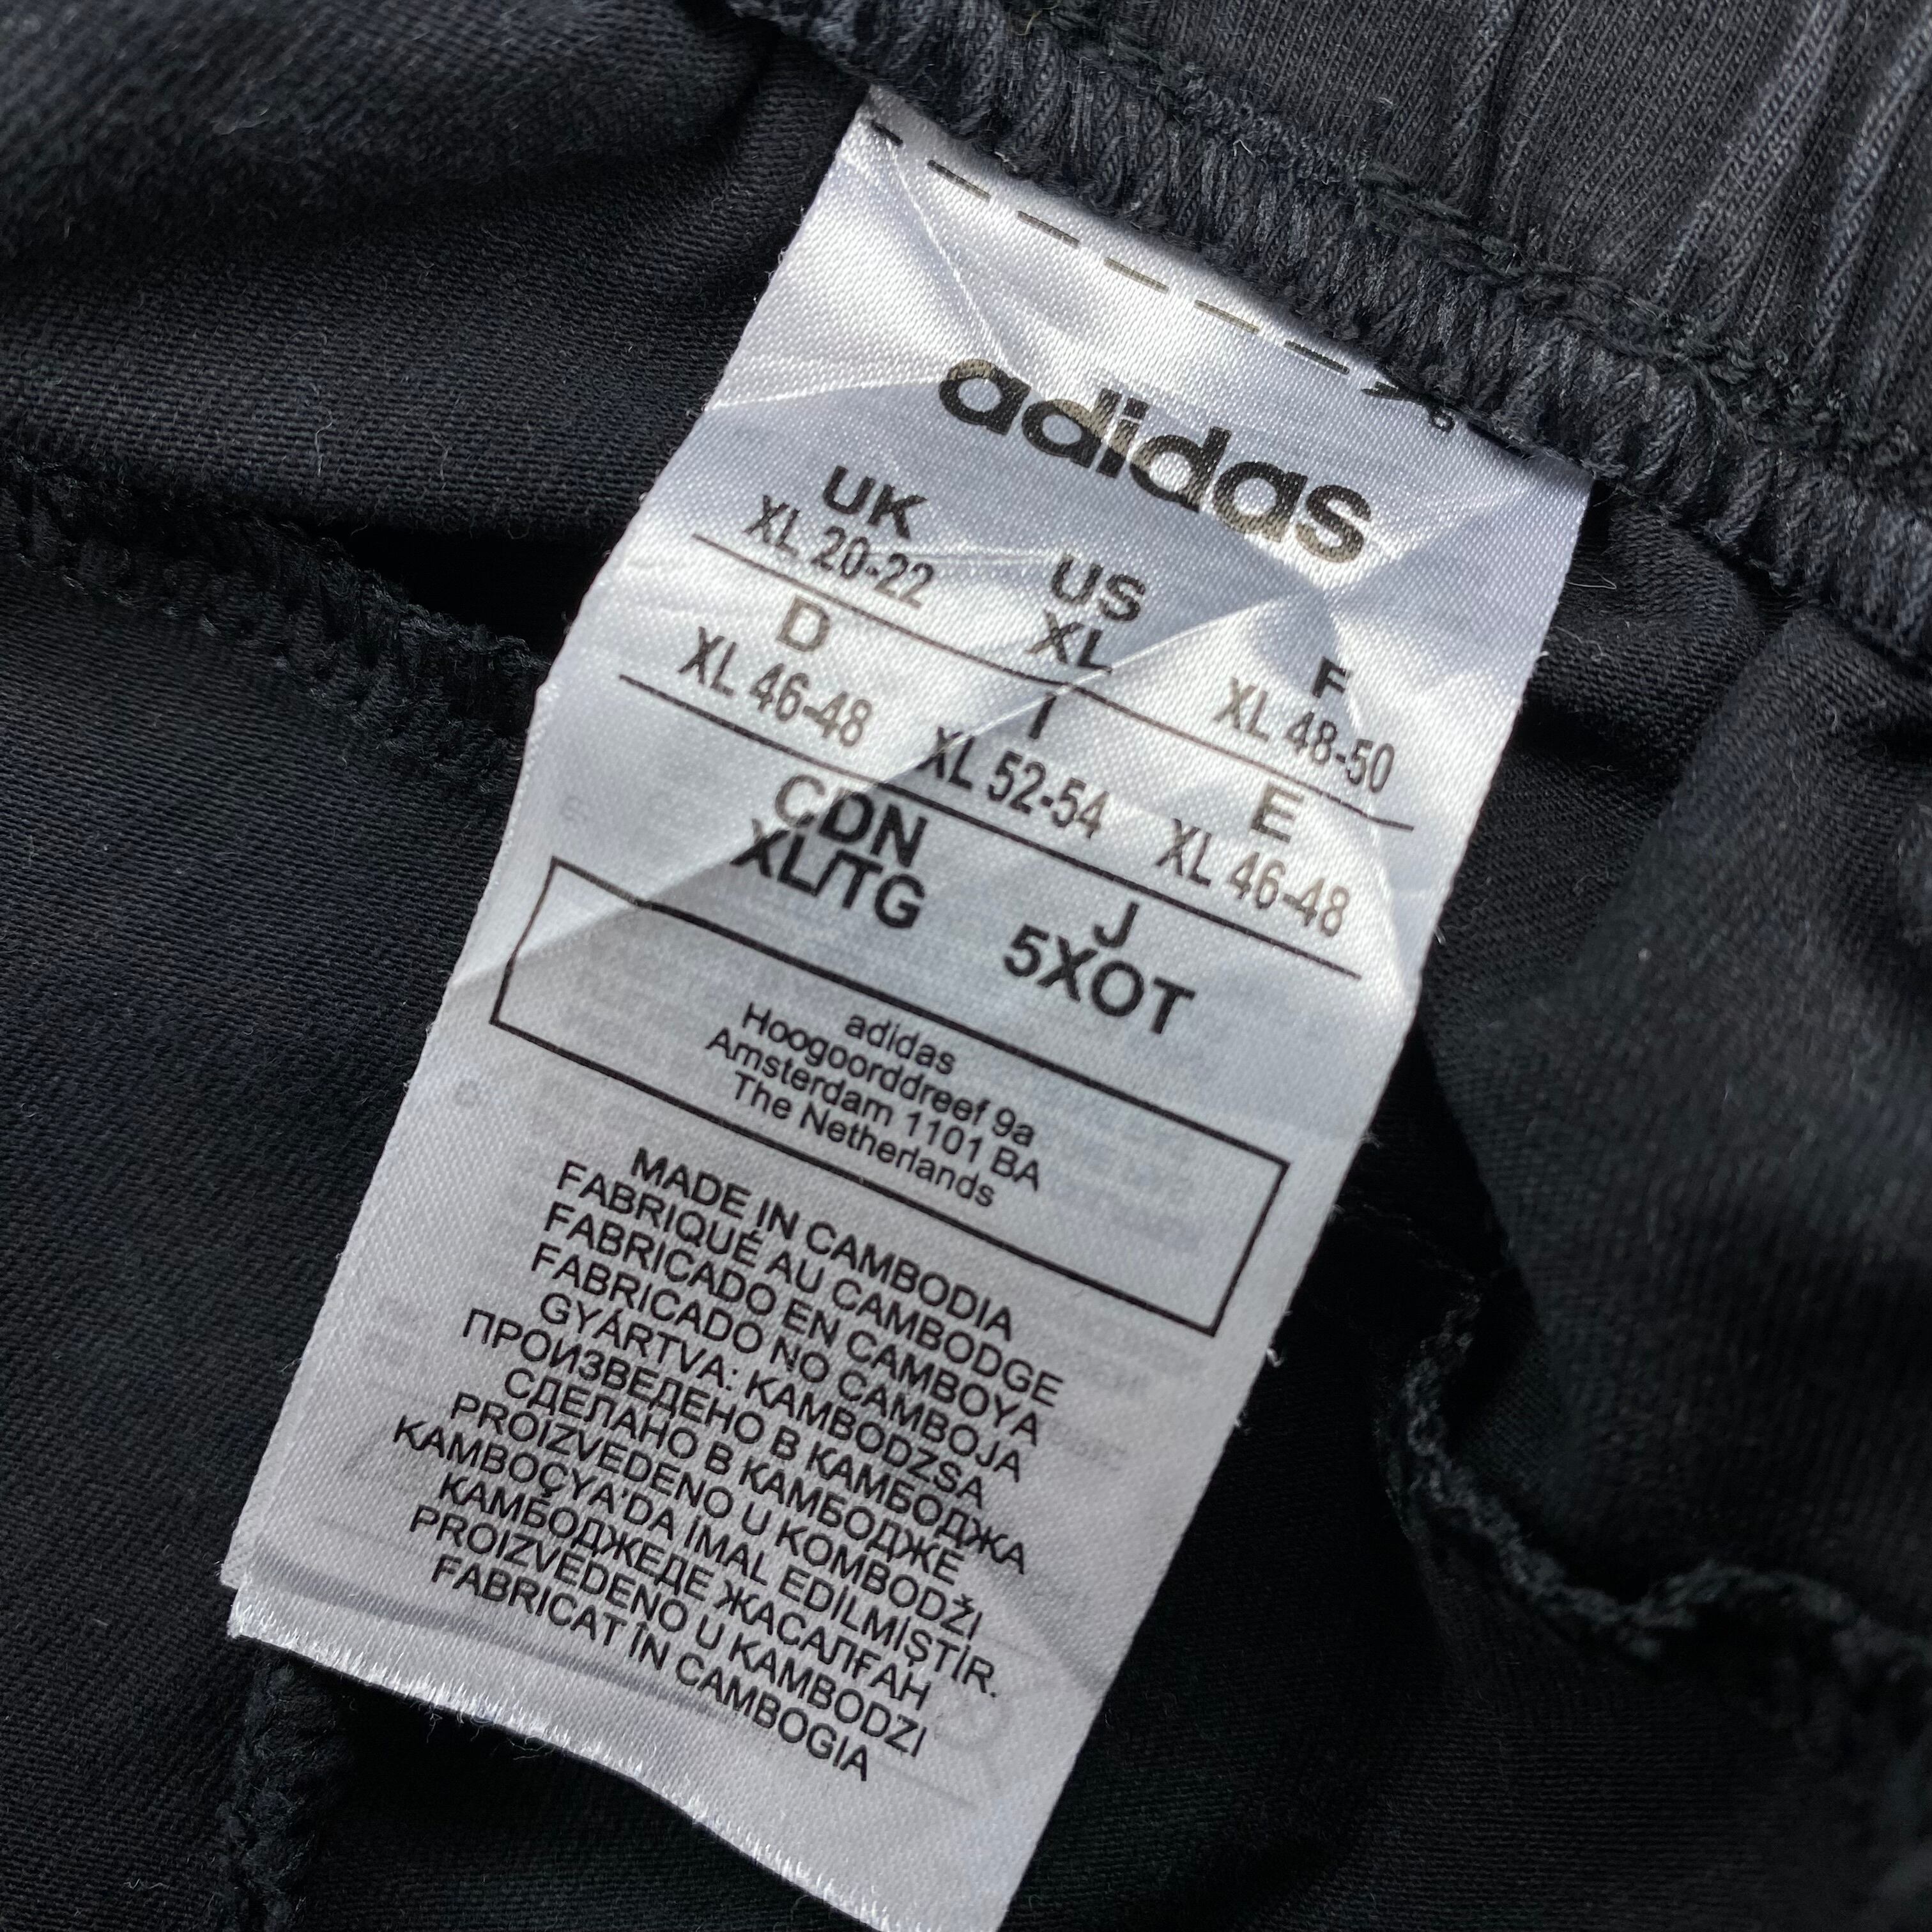 adidas
UK US F
XL 20-22 XL XL 48-50
D I E
XL 46-48 XL 52-54 XL 46-48
CDN J
XL/TG 5XOT
adidas
Hoogoorddreef 9a
Amsterdam 1101 BA
The Netherlands
MADE IN CAMBODIA
FABRIQUÉ AU CAMBODGE
FABRICADO EN CAMBOYA
FABRICADO NO CAMBOJA
GYÁRTVA: KAMBODZSA
ПРОИЗВЕДЕНО В КАМБОДЖА
СДЕЛАНО В КАМБОДЖЕ
PROIZVEDENO U KOMBODŽI
KAMBOÇYA'DA İMAL EDİLMİŞTİR.
КАМБОДЖЕДЕ ЖАСАЛҒАН
PROIZVEDENO U KAMBODZI
FABRICAT ÎN CAMBOGIA